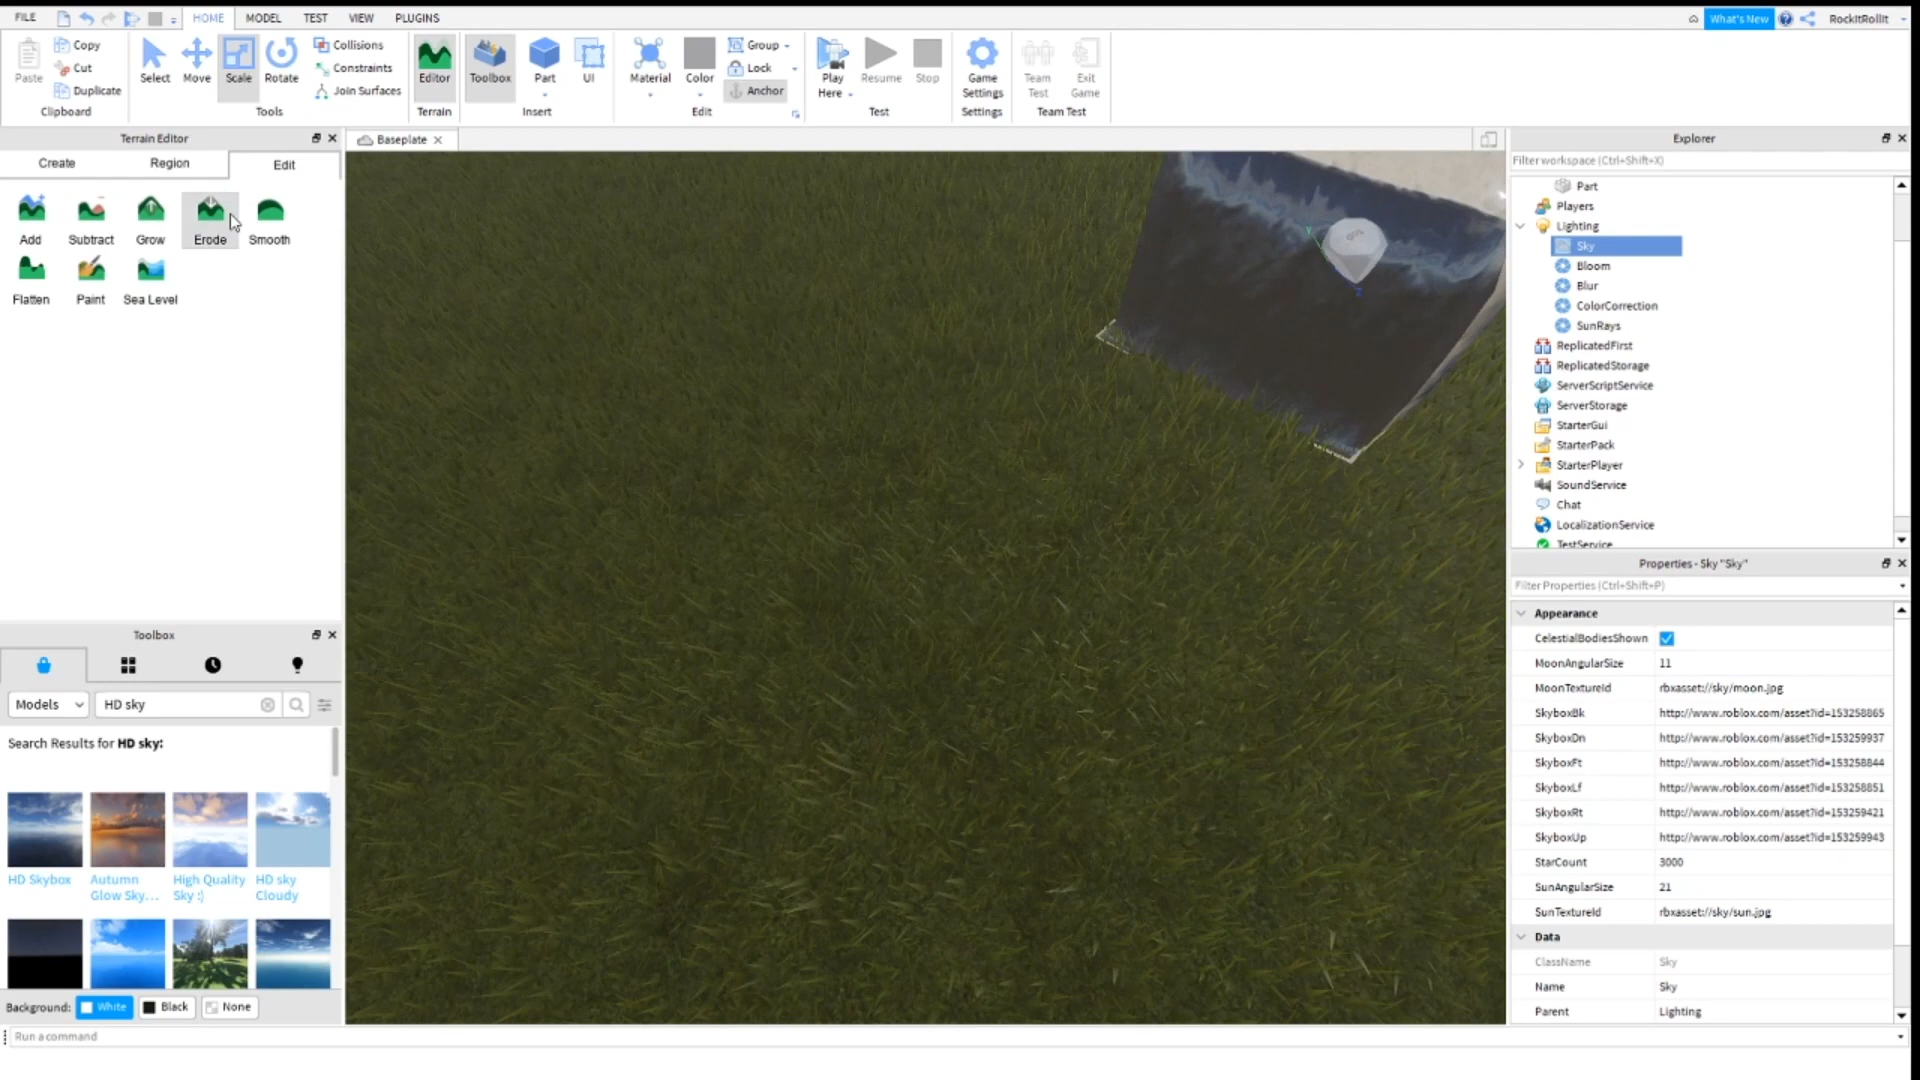 FILE HOME MODEL TEST VIEW PLUGINS What's New RockItRollIt
Paste Copy Cut Duplicate Clipboard
Select Move Scale Rotate Collisions Constraints Join Surfaces Tools
Editor Terrain
Toolbox Part UI Insert
Material Color Group Lock Anchor Edit
Play Here Resume Stop Test
Game Settings Settings
Team Test Exit Game Team Test
Terrain Editor
Create Region Edit
Add Subtract Grow Erode Smooth
Flatten Paint Sea Level
Toolbox
Models HD sky
Search Results for HD sky:
HD Skybox
Autumn Glow Sky...
High Quality Sky :)
HD sky Cloudy
Background: White Black None
Run a command
Baseplate
Y
Z
Explorer
Filter workspace (Ctrl+Shift+X)
Part
Players
Lighting
Sky
Bloom
Blur
ColorCorrection
SunRays
ReplicatedFirst
ReplicatedStorage
ServerScriptService
ServerStorage
StarterGui
StarterPack
StarterPlayer
SoundService
Chat
LocalizationService
TestService
Properties - Sky "Sky"
Filter Properties (Ctrl+Shift+P)
Appearance
CelestialBodiesShown
MoonAngularSize 11
MoonTextureId rbxasset://sky/moon.jpg
SkyboxBk http://www.roblox.com/asset?id=153258865
SkyboxDn http://www.roblox.com/asset?id=153259937
SkyboxFt http://www.roblox.com/asset?id=153258844
SkyboxLf http://www.roblox.com/asset?id=153258851
SkyboxRt http://www.roblox.com/asset?id=153259421
SkyboxUp http://www.roblox.com/asset?id=153259943
StarCount 3000
SunAngularSize 21
SunTextureId rbxasset://sky/sun.jpg
Data
ClassName Sky
Name Sky
Parent Lighting